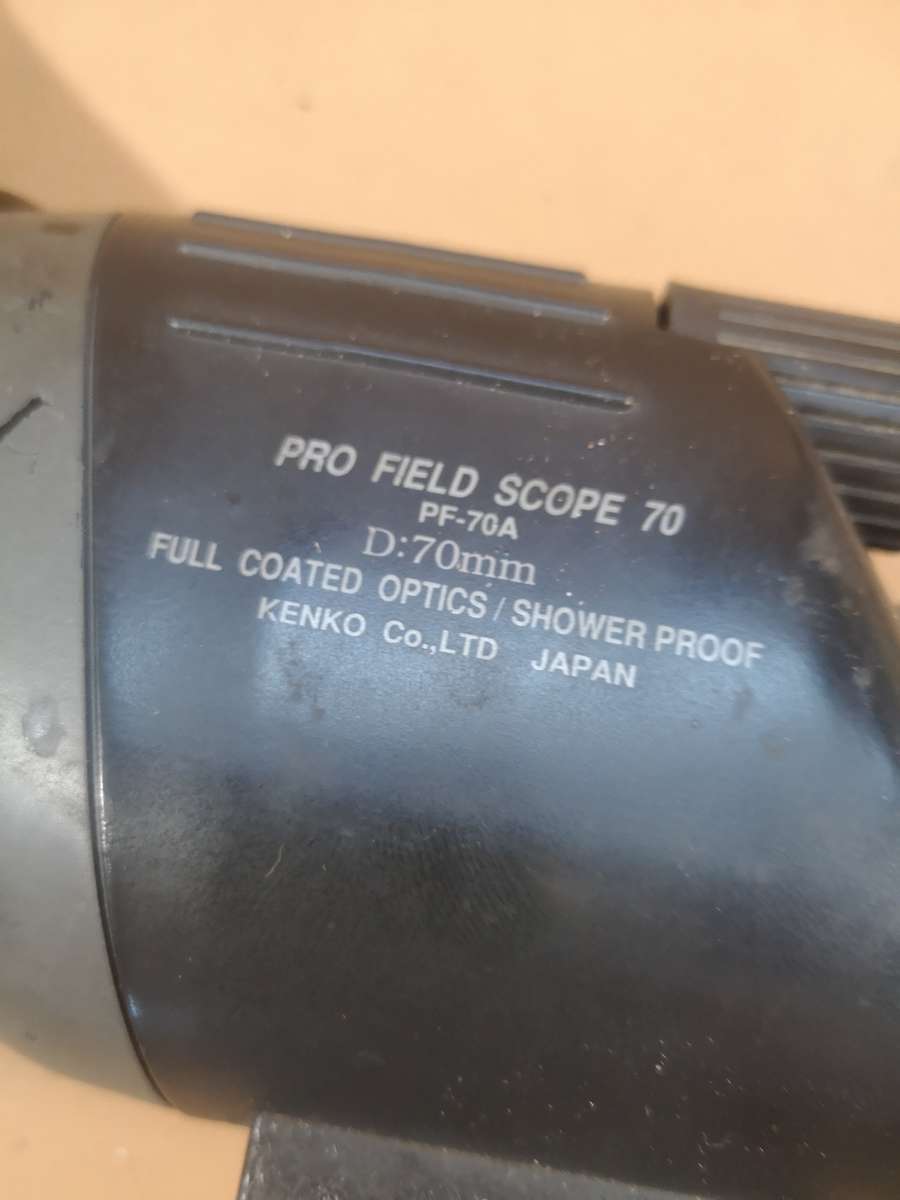 PRO FIELD SCOPE 70
PF-70A
D:70mm
FULL COATED OPTICS / SHOWER PROOF
KENKO Co.,LTD JAPAN